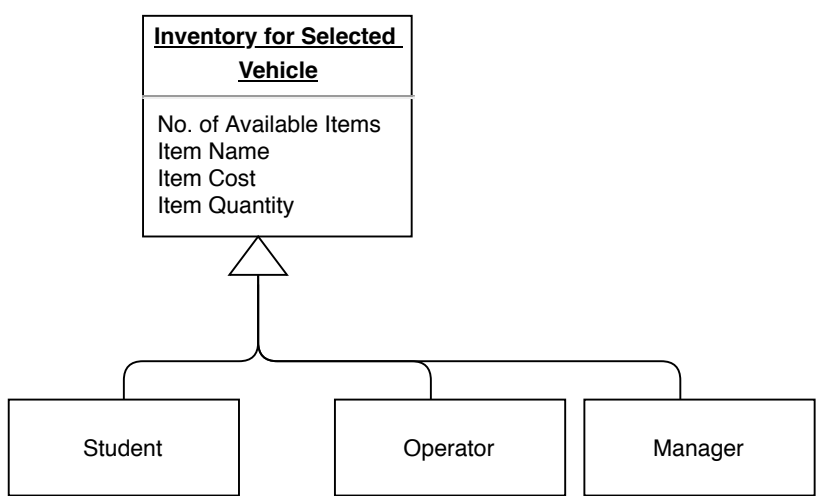 Inventory for Selected
Vehicle
No. of Available Items
Item Name
Item Cost
Item Quantity
Student
Operator
Manager